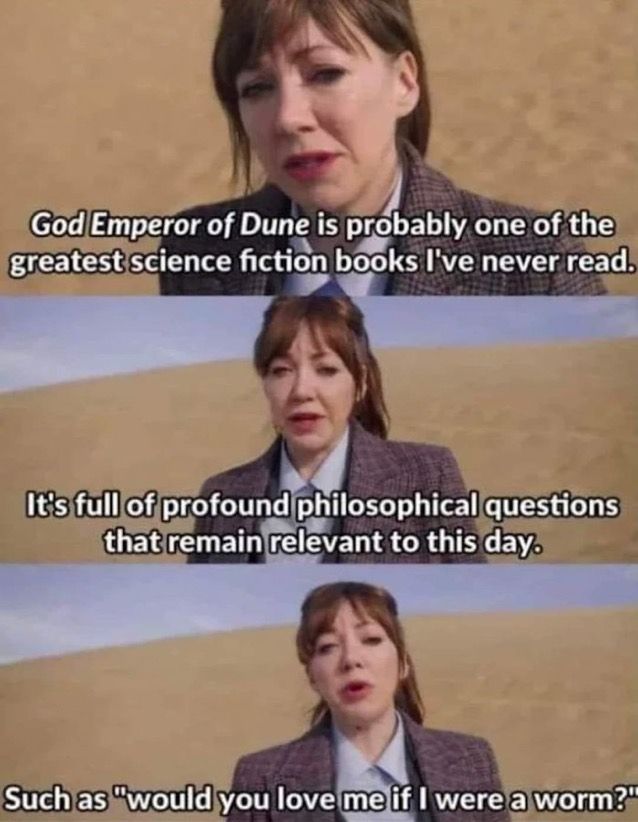 God Emperor of Dune is probably one of the
greatest science fiction books I've never read.
It's full of profound philosophical questions
that remain relevant to this day.
Such as "would you love me if I were a worm?"